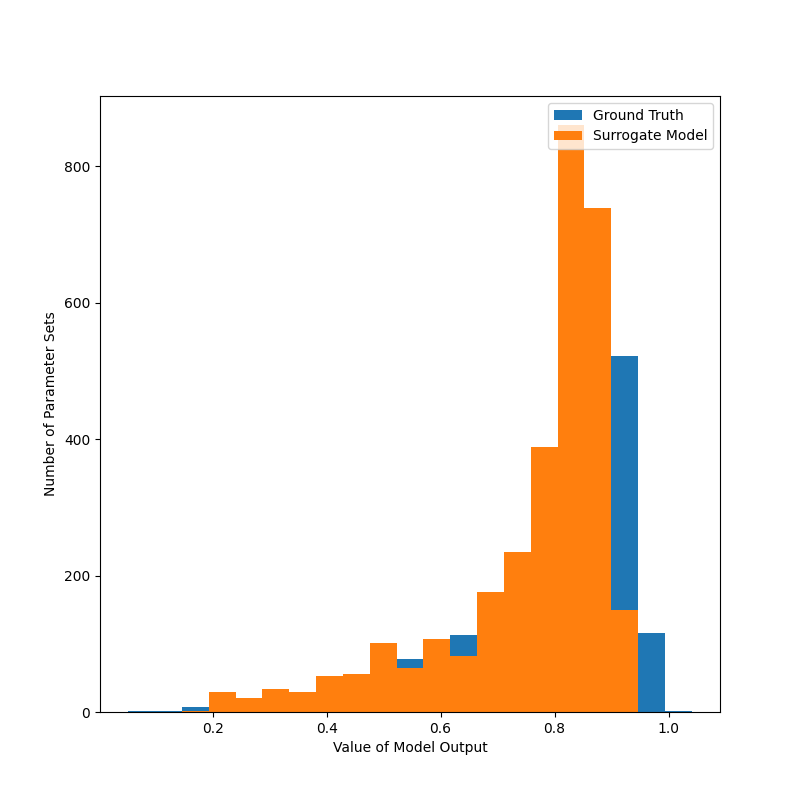 Ground Truth
Surrogate Model
800
600
400
200
0
0.2 0.4 0.6 0.8 1.0
Number of Parameter Sets
Value of Model Output